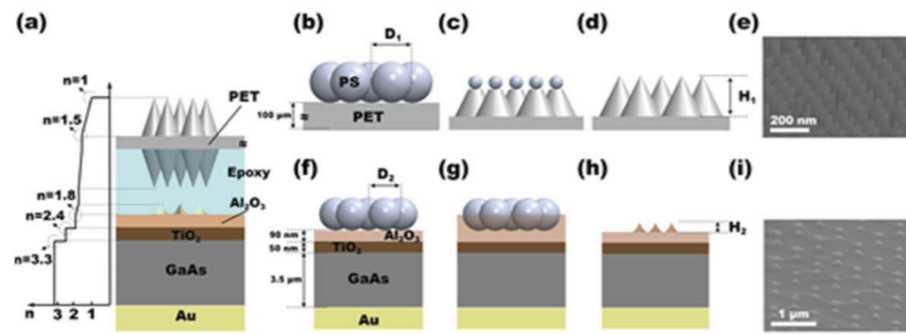 (a)
n=1
PET
n=1.5
≈
Epoxy
n=1.8
Al₂O₃
n=2.4
TiO₂
n=3.3
GaAs
Au
n 3 2 1
(b)
D₁
PS
100 μm
≈
PET
(c)
(d)
H₁
(e)
200 nm
(f)
D₂
90 nm
Al₂O₃
50 nm
TiO₂
3.5 μm
GaAs
Au
(g)
(h)
H₂
(i)
1 μm